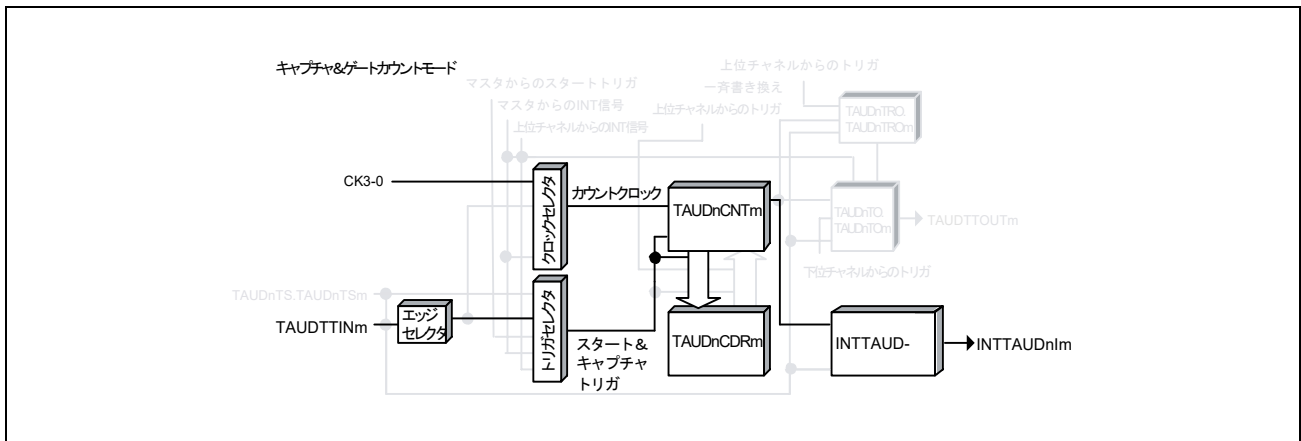 キャプチャ&ゲートカウントモード
上位チャネルからのトリガ
マスタからのスタートトリガ
一斉書き換え
マスタからのINT信号
上位チャネルからのトリガ
上位チャネルからのINT信号
TAUDnTRO.
TAUDnTROm
CK3-0
クロックセレクタ
カウントクロック
TAUDnCNTm
TAUDnTO.
TAUDnTOm
TAUDTTOUTm
下位チャネルからのトリガ
TAUDnTS.TAUDnTSm
TAUDTTINm
エッジ
セレクタ
トリガセレクタ
スタート&
キャプチャ
トリガ
TAUDnCDRm
INTTAUD-
INTTAUDnIm